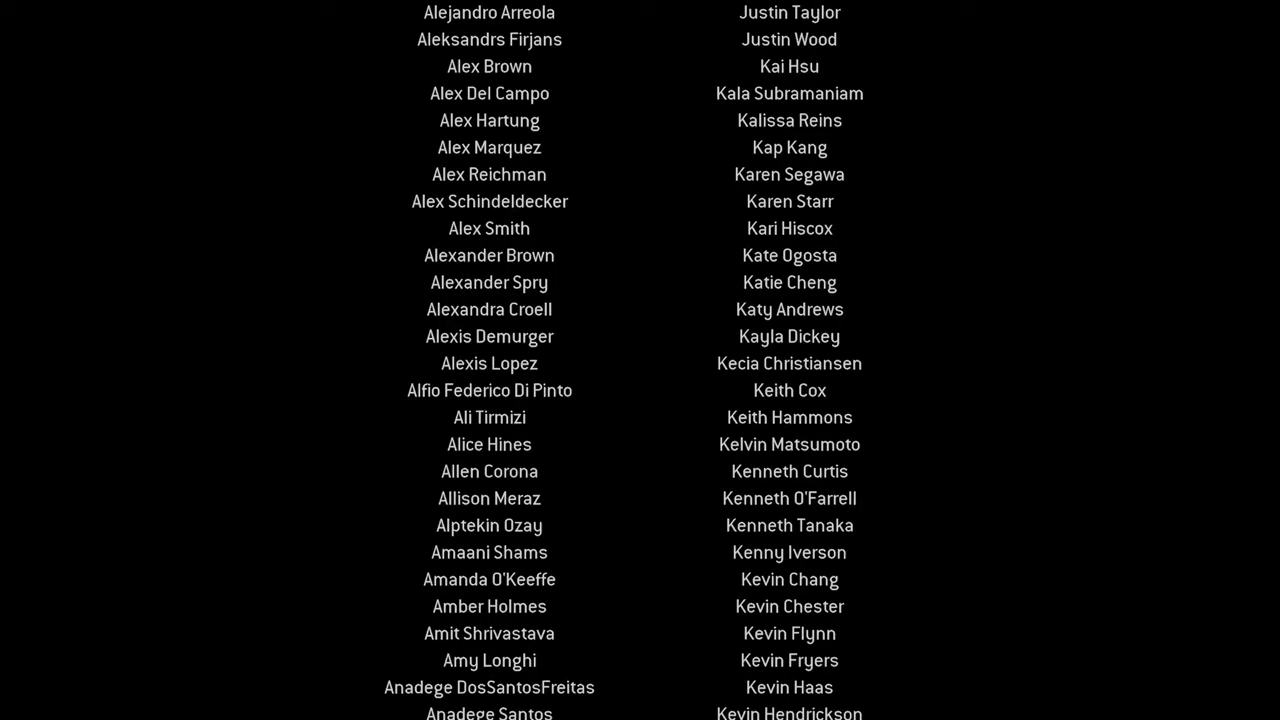 Alejandro Arreola
Aleksandrs Firjans
Alex Brown
Alex Del Campo
Alex Hartung
Alex Marquez
Alex Reichman
Alex Schindeldecker
Alex Smith
Alexander Brown
Alexander Spry
Alexandra Croell
Alexis Demurger
Alexis Lopez
Alfio Federico Di Pinto
Ali Tirmizi
Alice Hines
Allen Corona
Allison Meraz
Alptekin Ozay
Amaani Shams
Amanda O'Keeffe
Amber Holmes
Amit Shrivastava
Amy Longhi
Anadege DosSantosFreitas
Anadege Santos
Justin Taylor
Justin Wood
Kai Hsu
Kala Subramaniam
Kalissa Reins
Kap Kang
Karen Segawa
Karen Starr
Kari Hiscox
Kate Ogosta
Katie Cheng
Katy Andrews
Kayla Dickey
Kecia Christiansen
Keith Cox
Keith Hammons
Kelvin Matsumoto
Kenneth Curtis
Kenneth O'Farrell
Kenneth Tanaka
Kenny Iverson
Kevin Chang
Kevin Chester
Kevin Flynn
Kevin Fryers
Kevin Haas
Kevin Hendrickson